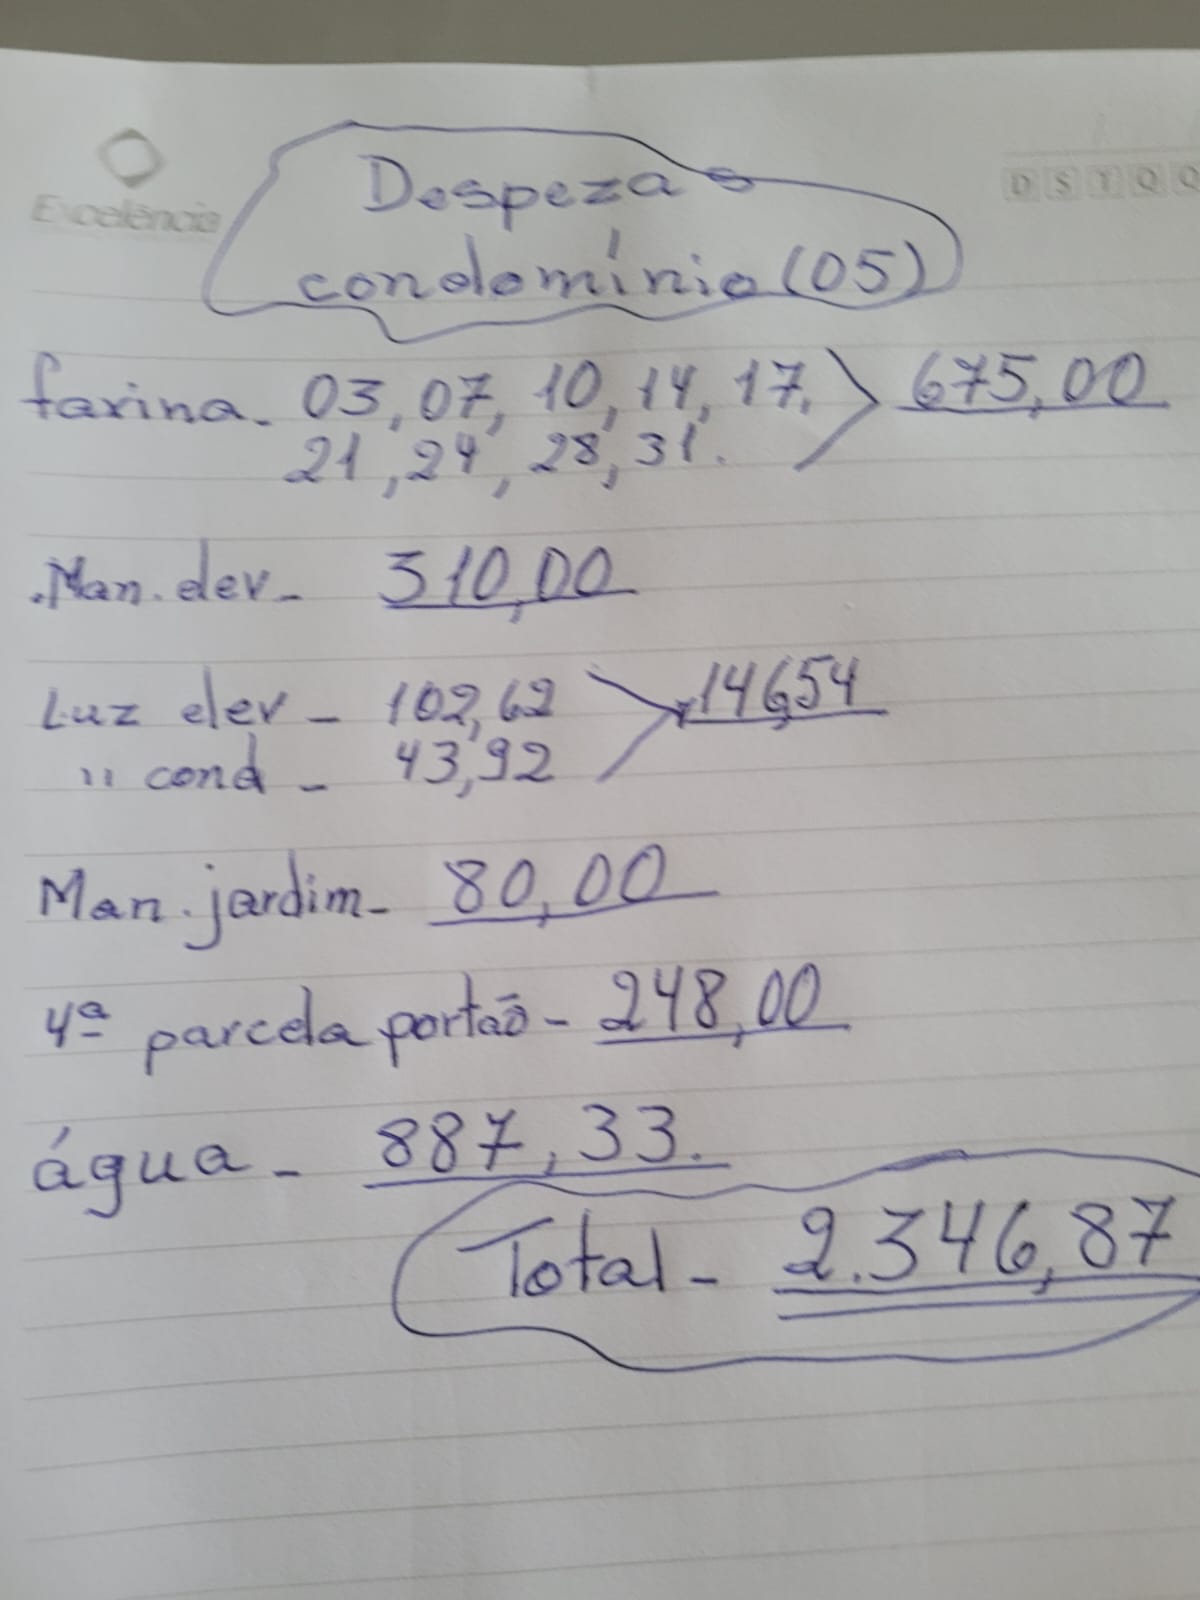 Excelência
D S T Q Q
Despezas
condomínio (05)
faxina - 03, 07, 10, 14, 17. 675,00
21, 24, 28, 31.
Man. elev - 310,00
Luz elev - 102,62 146,54
" cond - 43,92
Man. jardim - 80,00
4ª parcela portão - 248,00
água - 887,33.
Total - 2.346,87